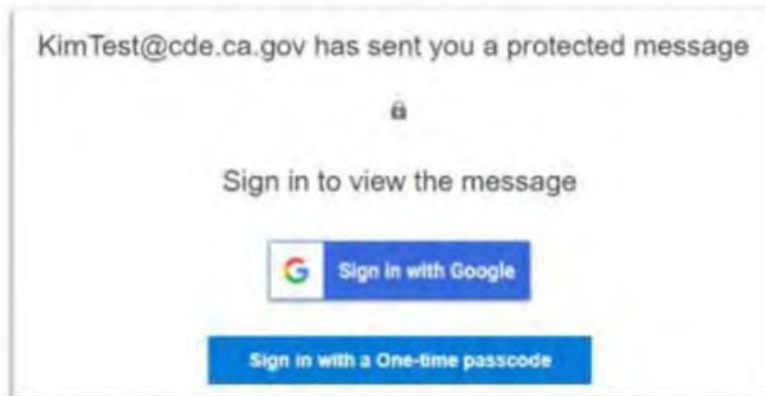 KimTest@cde.ca.gov has sent you a protected message
Sign in to view the message
Sign in with Google
Sign in with a One-time passcode